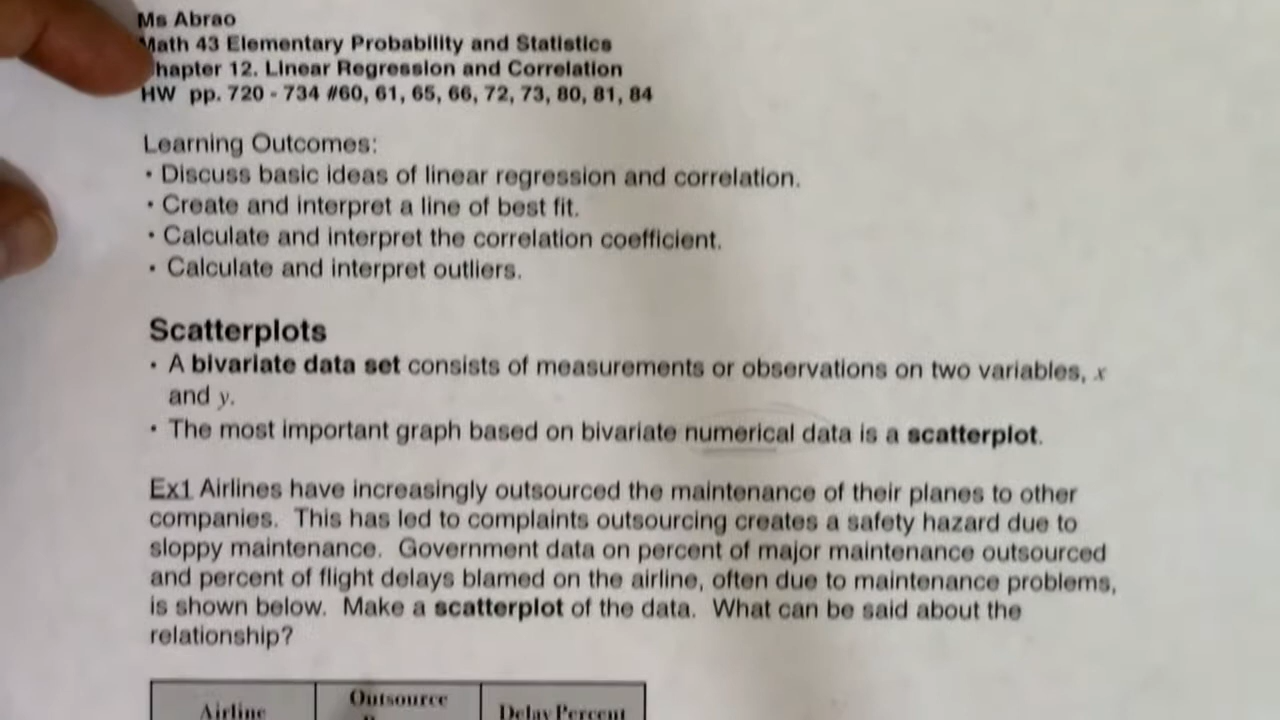 Ms Abrao
Math 43 Elementary Probability and Statistics
hapter 12. Linear Regression and Correlation
HW pp. 720 - 734 #60, 61, 65, 66, 72, 73, 80, 81, 84
Learning Outcomes:
• Discuss basic ideas of linear regression and correlation.
• Create and interpret a line of best fit.
• Calculate and interpret the correlation coefficient.
• Calculate and interpret outliers.
Scatterplots
• A bivariate data set consists of measurements or observations on two variables, x
and y.
• The most important graph based on bivariate numerical data is a scatterplot.
Ex1 Airlines have increasingly outsourced the maintenance of their planes to other
companies. This has led to complaints outsourcing creates a safety hazard due to
sloppy maintenance. Government data on percent of major maintenance outsourced
and percent of flight delays blamed on the airline, often due to maintenance problems,
is shown below. Make a scatterplot of the data. What can be said about the
relationship?
Airline Outsource Delay Percent